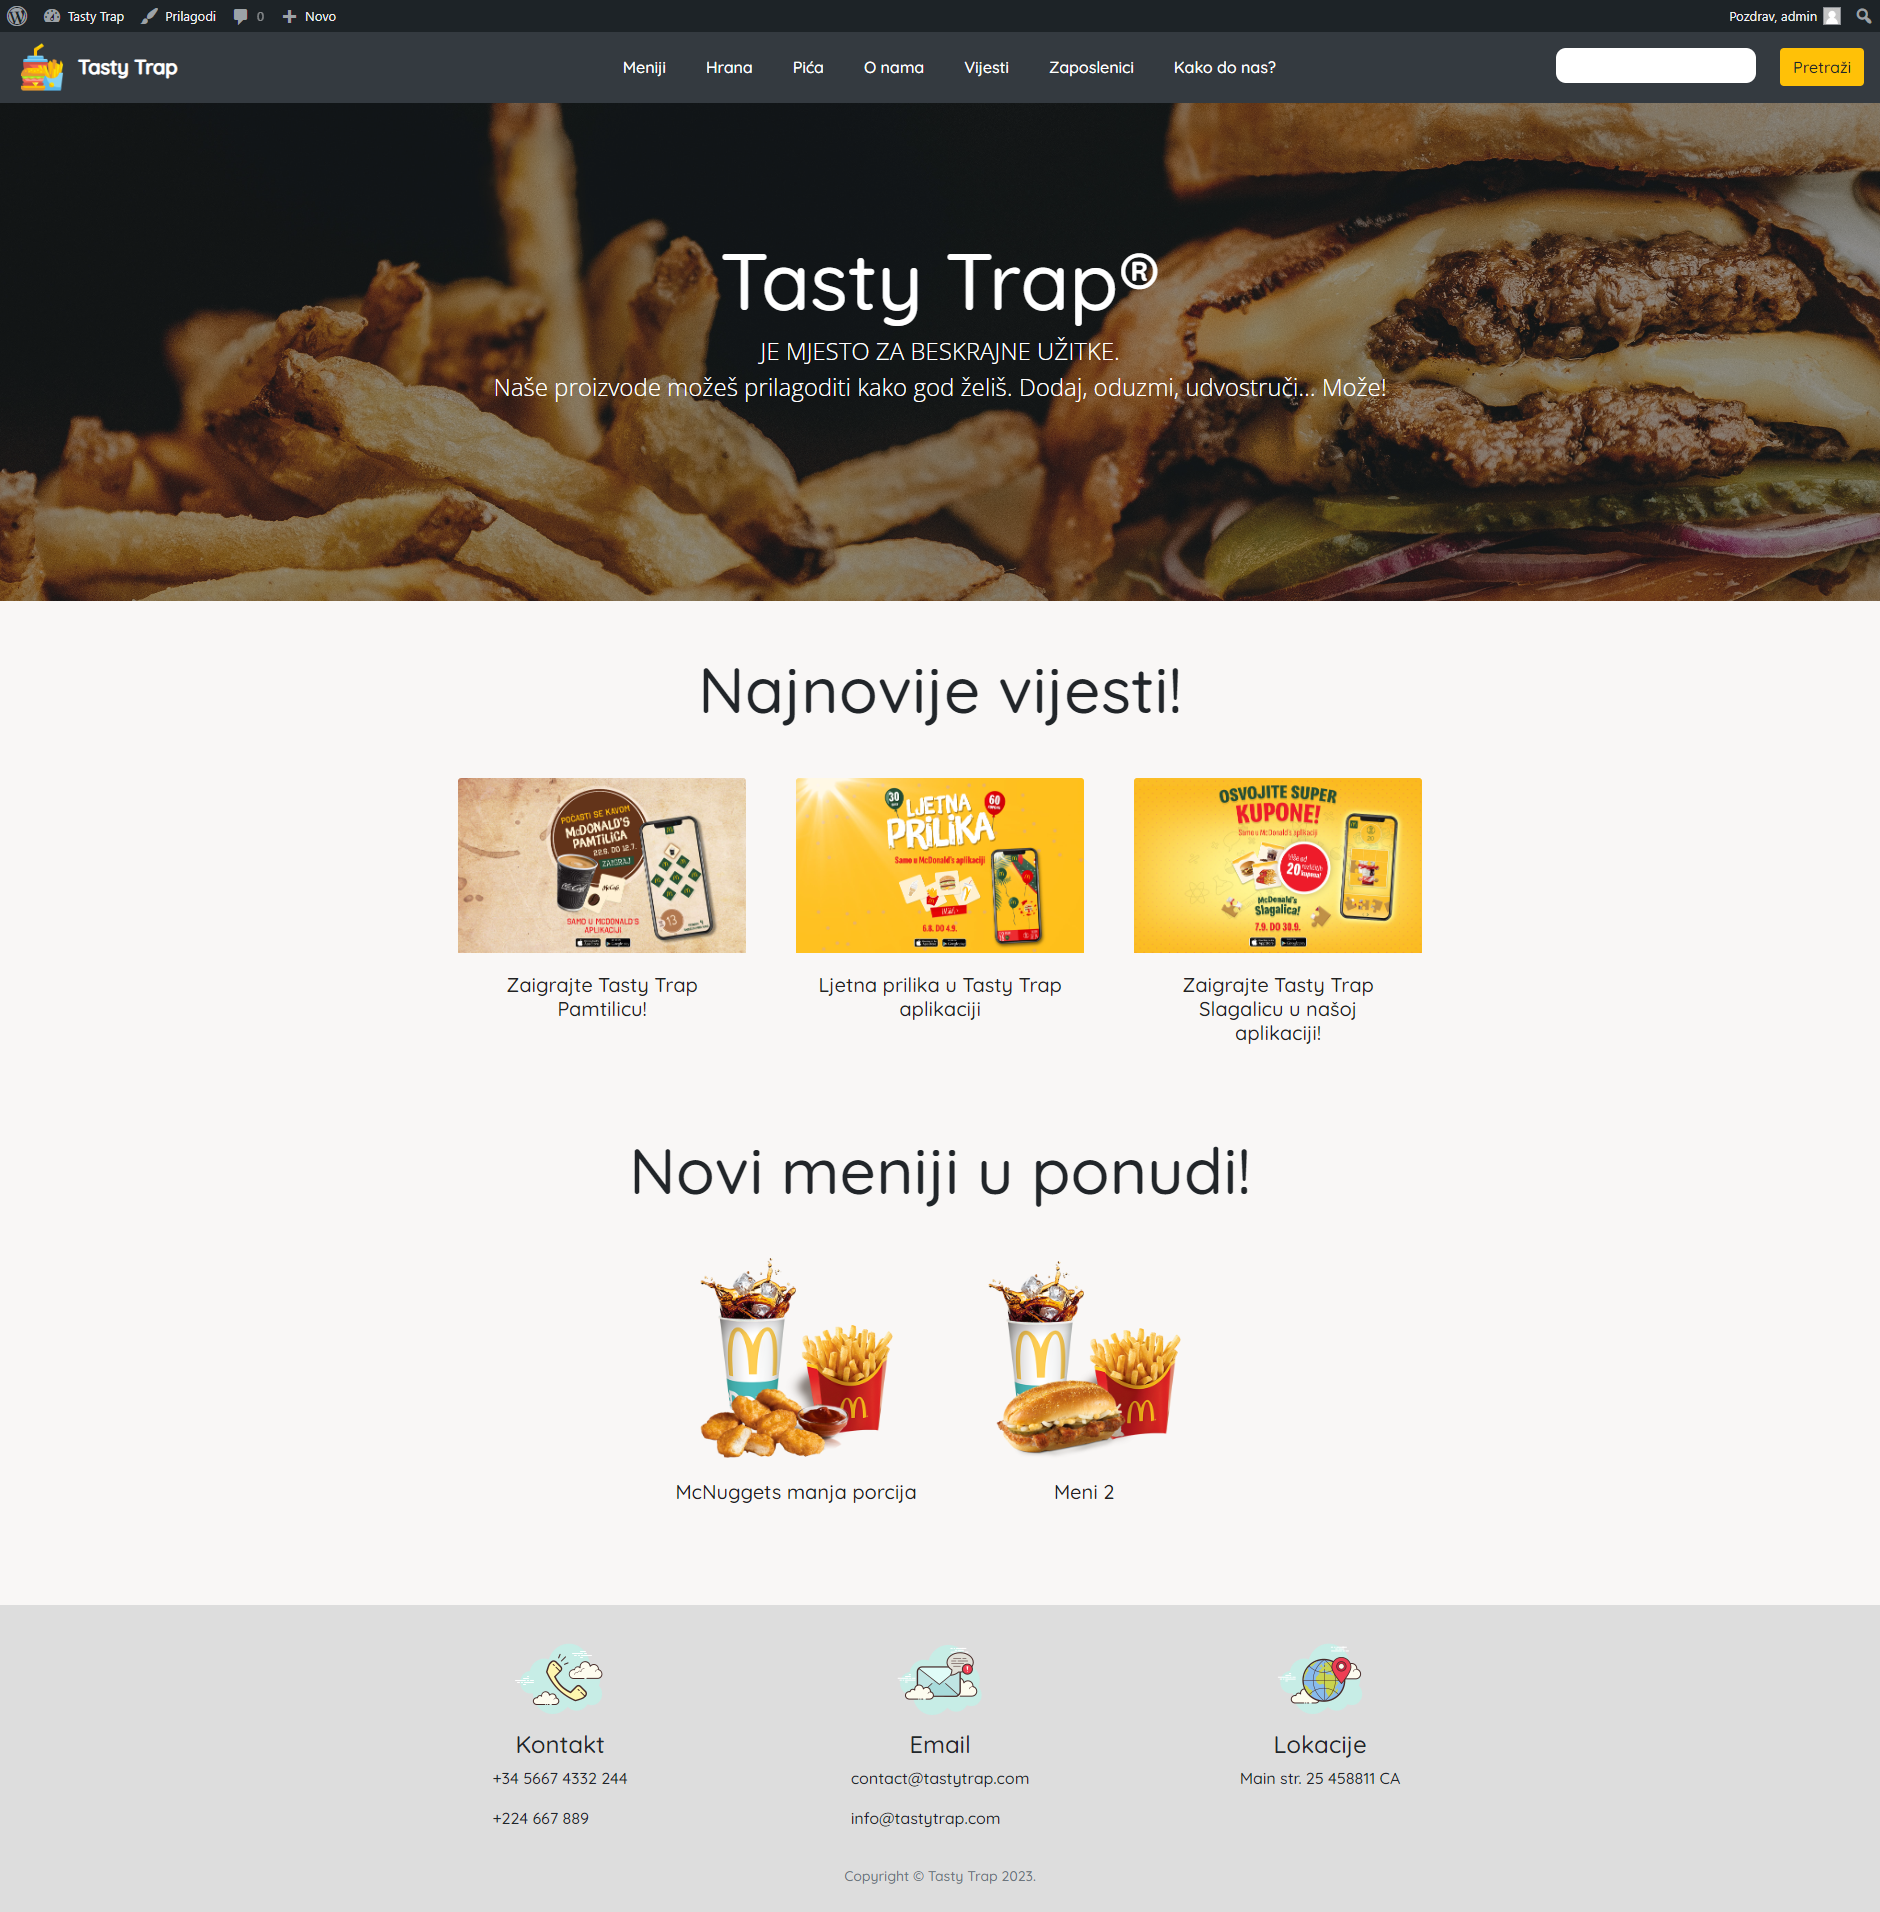 Tasty Trap
Prilagodi
0
Novo
Pozdrav, admin
Tasty Trap
Meniji
Hrana
Pića
O nama
Vijesti
Zaposlenici
Kako do nas?
Pretraži
Tasty Trap®
JE MJESTO ZA BESKRAJNE UŽITKE.
Naše proizvode možeš prilagoditi kako god želiš. Dodaj, oduzmi, udvostruči... Može!
Najnovije vijesti!
POČASTI SE KAVOM
McDONALD'S
PAMTILICA
22.6. DO 12.7.
ZAIGRAJ
McCafé
SAMO U MCDONALD'S
APLIKACIJI
Zaigrajte Tasty Trap
Pamtilicu!
30
60
LJETNA
PRILIKA
Samo u McDonald's aplikaciji
6.8. DO 4.9.
Ljetna prilika u Tasty Trap
aplikaciji
OSVOJITE SUPER
KUPONE!
Samo u McDonald's aplikaciji
Više od
20 različitih
kupona!
McDonald's
Slagalica!
7.9. DO 30.9.
Zaigrajte Tasty Trap
Slagalicu u našoj
aplikaciji!
Novi meniji u ponudi!
McNuggets manja porcija
Meni 2
Kontakt
+34 5667 4332 244
+224 667 889
Email
contact@tastytrap.com
info@tastytrap.com
Lokacije
Main str. 25 458811 CA
Copyright © Tasty Trap 2023.